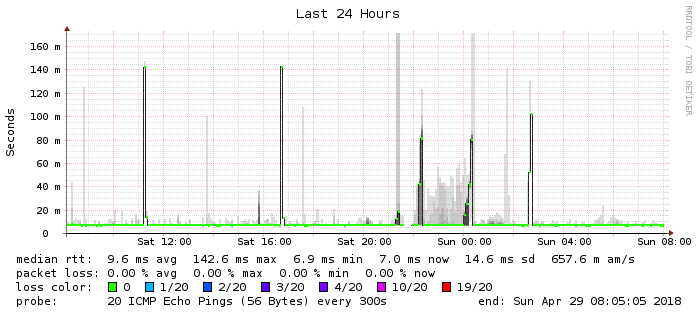 Last 24 Hours
RRDTOOL / TOBI OETIKER
Seconds
160 m
140 m
120 m
100 m
80 m
60 m
40 m
20 m
0
Sat 12:00 Sat 16:00 Sat 20:00 Sun 00:00 Sun 04:00 Sun 08:00
median rtt: 9.6 ms avg 142.6 ms max 6.9 ms min 7.0 ms now 14.6 ms sd 657.6 m am/s
packet loss: 0.00 % avg 0.00 % max 0.00 % min 0.00 % now
loss color: 0 1/20 2/20 3/20 4/20 10/20 19/20
probe: 20 ICMP Echo Pings (56 Bytes) every 300s end: Sun Apr 29 08:05:05 2018